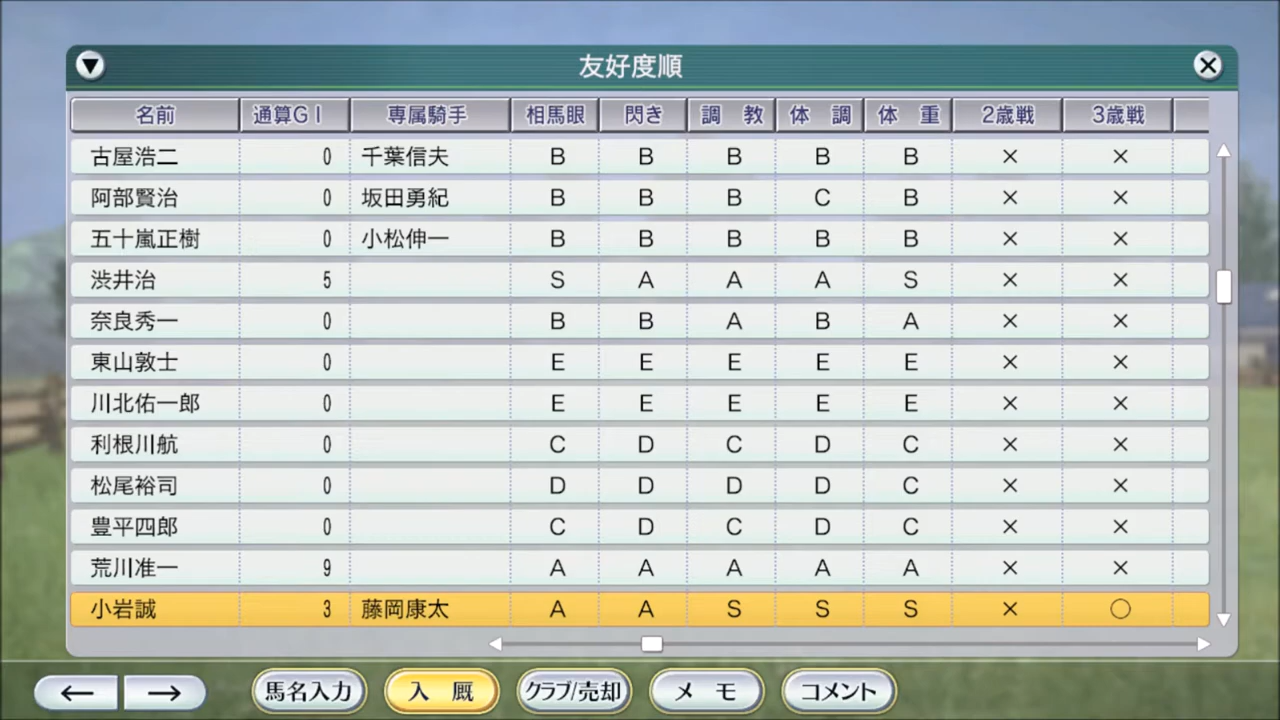 友好度順
名前 通算GI 専属騎手 相馬眼 閃き 調 教 体 調 体 重 2歳戦 3歳戦
古屋浩二 0 千葉信夫 B B B B B × ×
阿部賢治 0 坂田勇紀 B B B C B × ×
五十嵐正樹 0 小松伸一 B B B B B × ×
渋井治 5 S A A A S × ×
奈良秀一 0 B B A B A × ×
東山敦士 0 E E E E E × ×
川北佑一郎 0 E E E E E × ×
利根川航 0 C D C D C × ×
松尾裕司 0 D D D D C × ×
豊平四郎 0 C D C D C × ×
荒川准一 9 A A A A A × ×
小岩誠 3 藤岡康太 A A S S S × ○
← → 馬名入力 入 厩 クラブ/売却 メ モ コメント